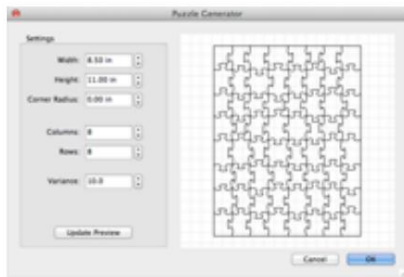 Puzzle Generator
Settings
Width: 8.50 in
Height: 11.00 in
Corner Radius: 0.00 in
Columns: 8
Rows: 8
Variance: 10.0
Update Preview
Cancel OK